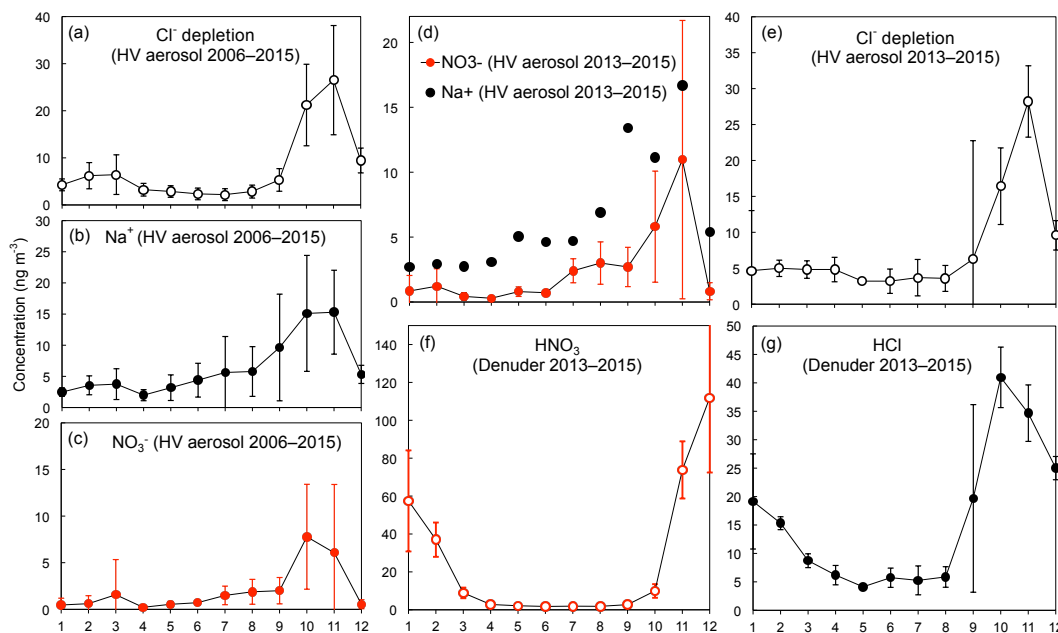 Concentration (ng m⁻³)
(a)
Cl⁻ depletion
(HV aerosol 2006–2015)
40
30
20
10
0
(b)
Na⁺ (HV aerosol 2006–2015)
30
25
20
15
10
5
0
(c)
NO₃⁻ (HV aerosol 2006–2015)
20
15
10
5
0
1 2 3 4 5 6 7 8 9 10 11 12
(d)
NO3- (HV aerosol 2013–2015)
Na+ (HV aerosol 2013–2015)
20
15
10
5
0
(f)
HNO₃
(Denuder 2013–2015)
140
120
100
80
60
40
20
0
1 2 3 4 5 6 7 8 9 10 11 12
(e)
Cl⁻ depletion
(HV aerosol 2013–2015)
40
35
30
25
20
15
10
5
0
(g)
HCl
(Denuder 2013–2015)
50
45
40
35
30
25
20
15
10
5
0
1 2 3 4 5 6 7 8 9 10 11 12